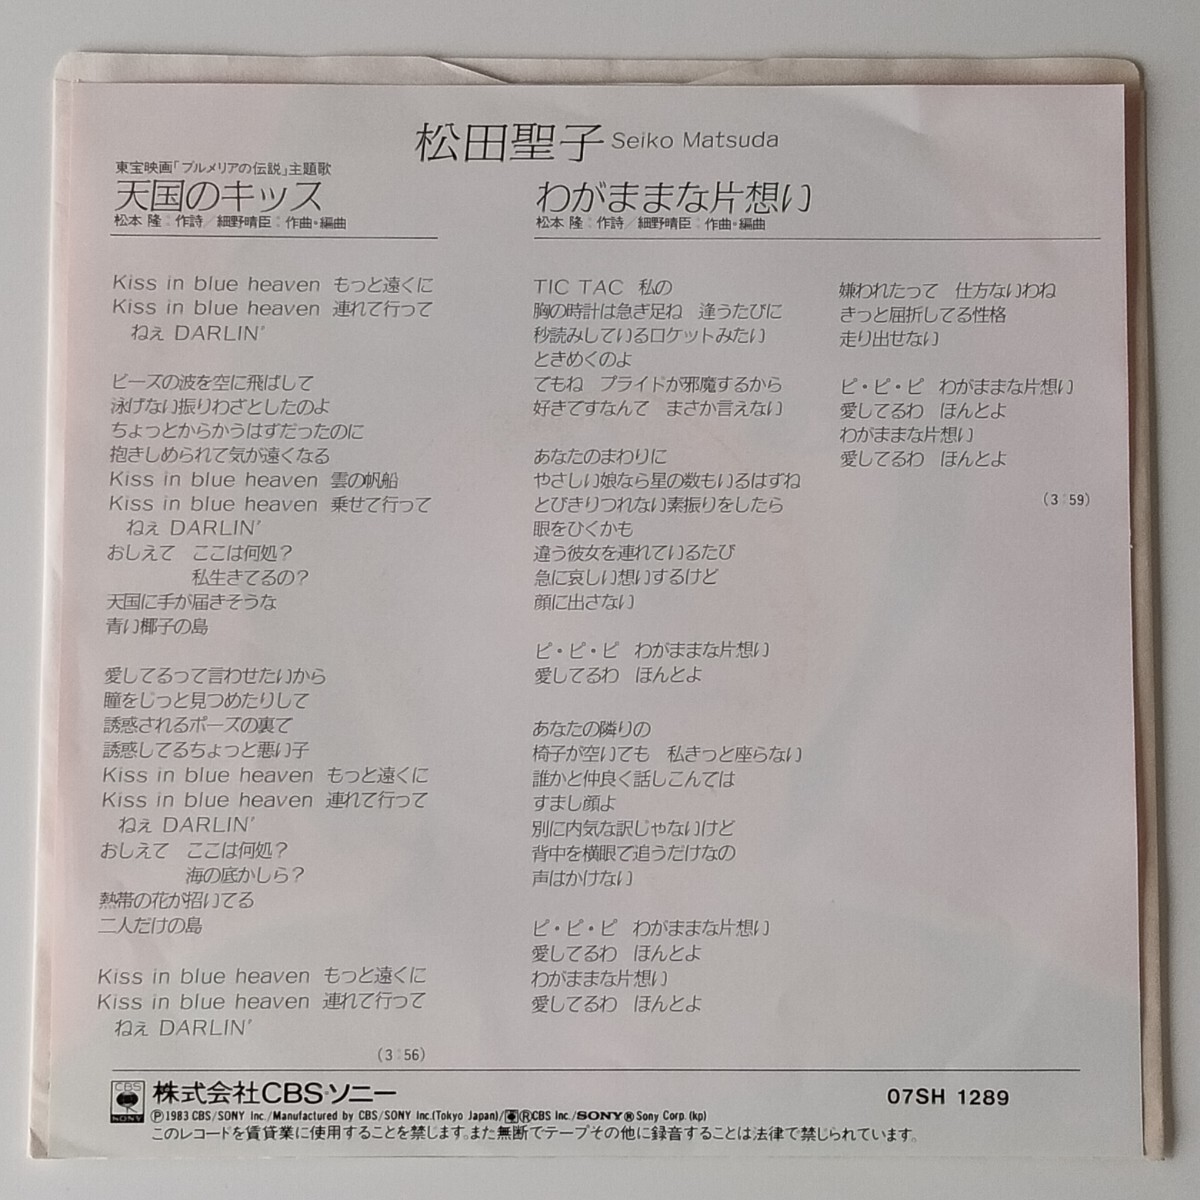 松田聖子 Seiko Matsuda
東宝映画「プルメリアの伝説」主題歌
天国のキッス
松本 隆：作詩／細野晴臣：作曲・編曲
Kiss in blue heaven もっと遠くに
Kiss in blue heaven 連れて行って
ねぇ DARLIN'
ビーズの波を空に飛ばして
泳げない振りわざとしたのよ
ちょっとからかうはずだったのに
抱きしめられて気が遠くなる
Kiss in blue heaven 雲の帆船
Kiss in blue heaven 乗せて行って
ねぇ DARLIN'
おしえて　ここは何処？
私生きてるの？
天国に手が届きそうな
青い椰子の島
愛してるって言わせたいから
瞳をじっと見つめたりして
誘惑されるポーズの裏で
誘惑してるちょっと悪い子
Kiss in blue heaven もっと遠くに
Kiss in blue heaven 連れて行って
ねぇ DARLIN'
おしえて　ここは何処？
海の底かしら？
熱帯の花が招いてる
二人だけの島
Kiss in blue heaven もっと遠くに
Kiss in blue heaven 連れて行って
ねぇ DARLIN'
(3：56)
わがままな片想い
松本 隆：作詩／細野晴臣：作曲・編曲
TIC TAC 私の
胸の時計は急ぎ足ね　逢うたびに
秒読みしているロケットみたい
ときめくのよ
でもね　プライドが邪魔するから
好きですなんて　まさか言えない
あなたのまわりに
やさしい娘なら星の数もいるはずね
とびきりつれない素振りをしたら
眼をひくかも
違う彼女を連れているたび
急に哀しい想いするけど
顔に出さない
ピ・ピ・ピ　わがままな片想い
愛してるわ　ほんとよ
あなたの隣りの
椅子が空いても　私きっと座らない
誰かと仲良く話しこんでは
すまし顔よ
別に内気な訳じゃないけど
背中を横眼で追うだけなの
声はかけない
ピ・ピ・ピ　わがままな片想い
愛してるわ　ほんとよ
わがままな片想い
愛してるわ　ほんとよ
嫌われたって　仕方ないわね
きっと屈折してる性格
走り出せない
ピ・ピ・ピ　わがままな片想い
愛してるわ　ほんとよ
わがままな片想い
愛してるわ　ほんとよ
(3：59)
CBS SONY 株式会社CBS・ソニー
07SH 1289
Ⓟ1983 CBS/SONY Inc./Manufactured by CBS/SONY Inc.(Tokyo Japan)/®CBS Inc./SONY®Sony Corp.(kp)
このレコードを賃貸業に使用することを禁じます。また無断でテープその他に録音することは法律で禁じられています。